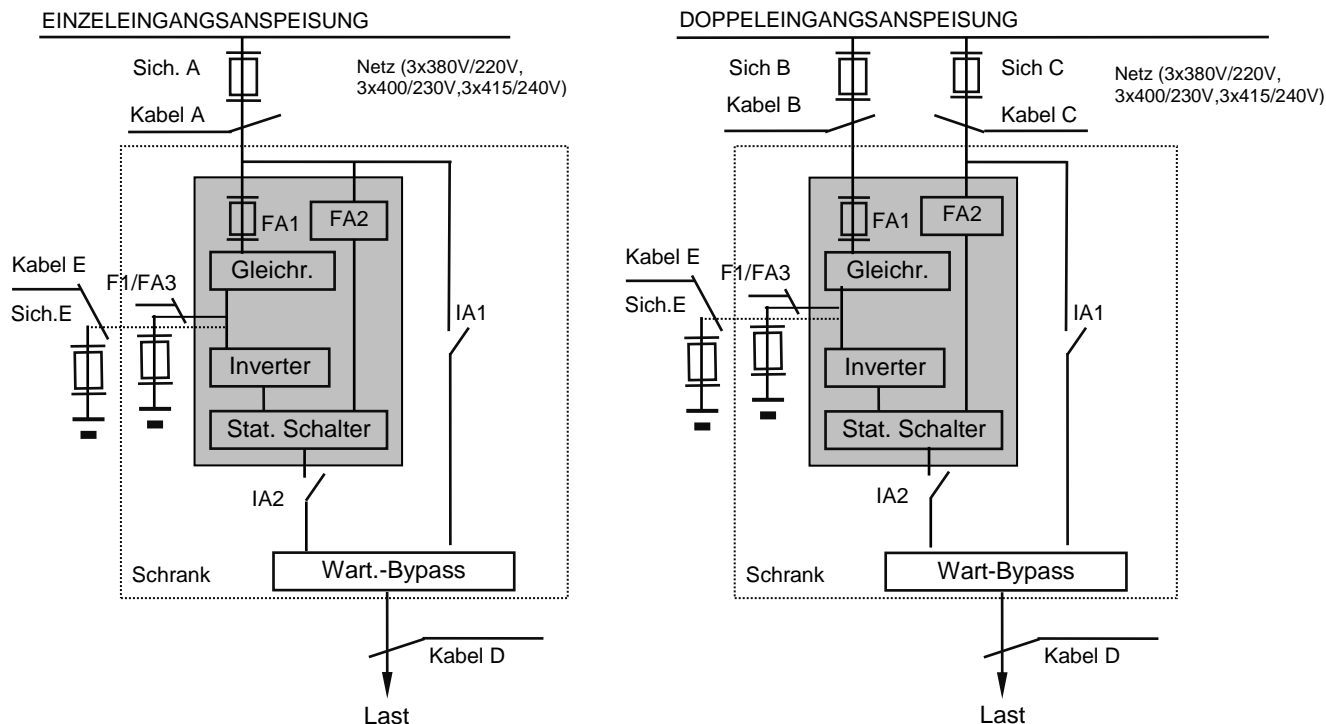 EINZELEINGANGSANSPEISUNG
Sich. A
Netz (3x380V/220V,
3x400/230V,3x415/240V)
Kabel A
FA1
FA2
Gleichr.
Kabel E
F1/FA3
Sich.E
IA1
Inverter
Stat. Schalter
IA2
Wart.-Bypass
Schrank
Kabel D
Last
DOPPELEINGANGSANSPEISUNG
Sich B
Sich C
Netz (3x380V/220V,
3x400/230V,3x415/240V)
Kabel B
Kabel C
FA1
FA2
Gleichr.
Kabel E
F1/FA3
Sich.E
IA1
Inverter
Stat. Schalter
IA2
Wart-Bypass
Schrank
Kabel D
Last